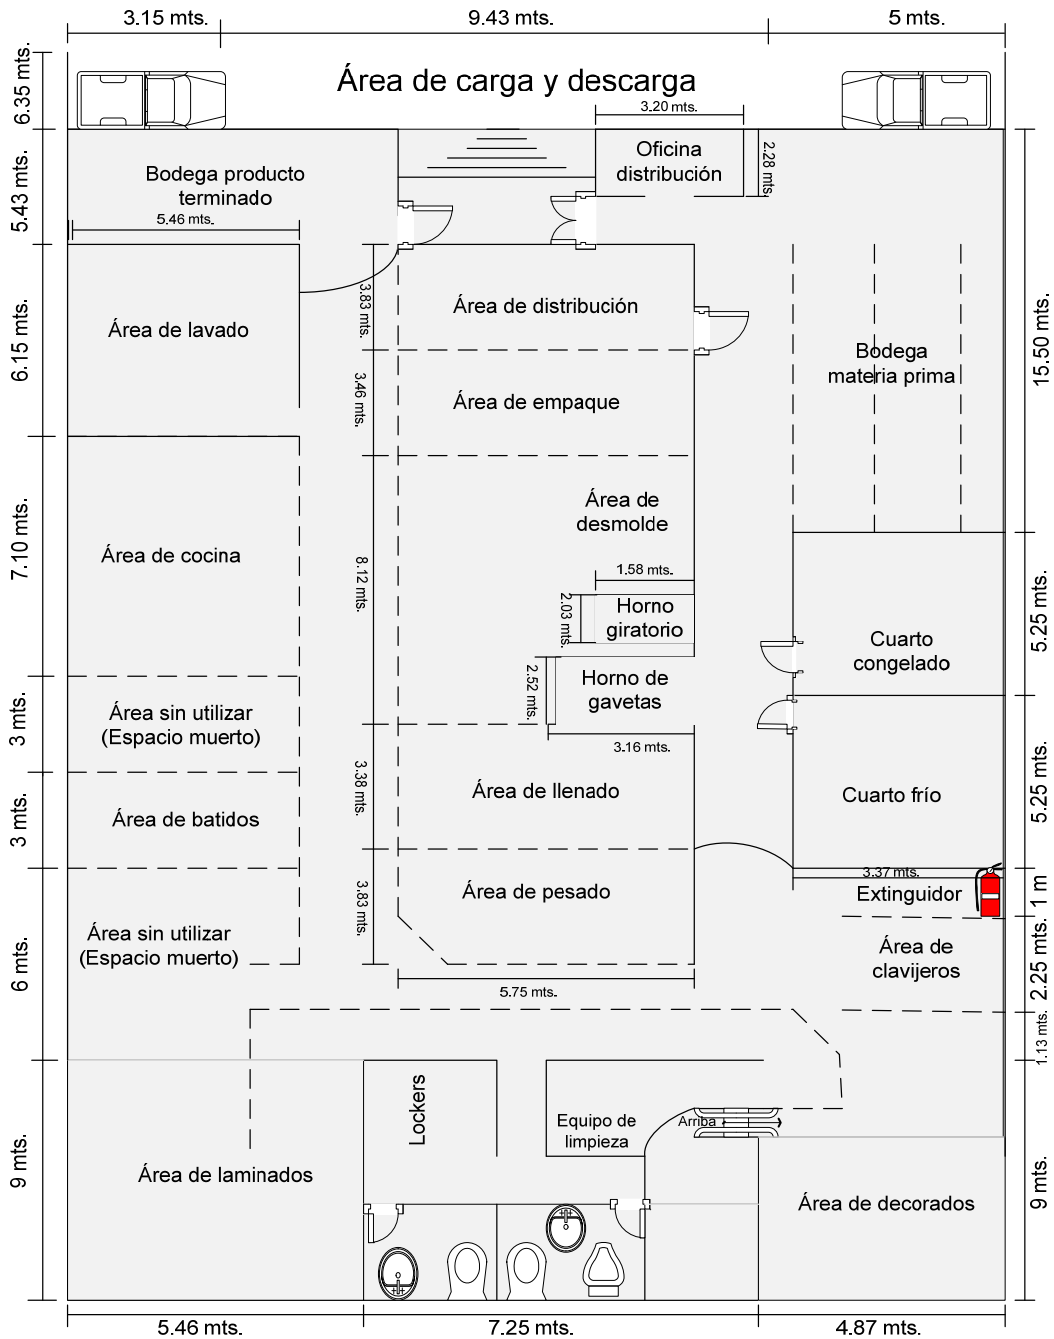 3.15 mts.
9.43 mts.
5 mts.
6.35 mts.
Área de carga y descarga
3.20 mts.
Oficina
distribución
2.28 mts.
5.43 mts.
Bodega producto
terminado
5.46 mts.
3.83 mts.
Área de distribución
6.15 mts.
Área de lavado
15.50 mts.
Bodega
materia prima
3.46 mts.
Área de empaque
7.10 mts.
Área de cocina
8.12 mts.
Área de
desmolde
1.58 mts.
2.03 mts.
Horno
giratorio
Cuarto
congelado
5.25 mts.
2.52 mts.
Horno de
gavetas
3.16 mts.
3 mts.
Área sin utilizar
(Espacio muerto)
3.38 mts.
Área de llenado
Cuarto frío
5.25 mts.
3 mts.
Área de batidos
3.83 mts.
Área de pesado
3.37 mts.
Extinguidor
1 m
6 mts.
Área sin utilizar
(Espacio muerto)
Área de
clavijeros
2.25 mts.
5.75 mts.
1.13 mts.
Lockers
Equipo de
limpieza
Arriba
9 mts.
Área de laminados
Área de decorados
9 mts.
5.46 mts.
7.25 mts.
4.87 mts.